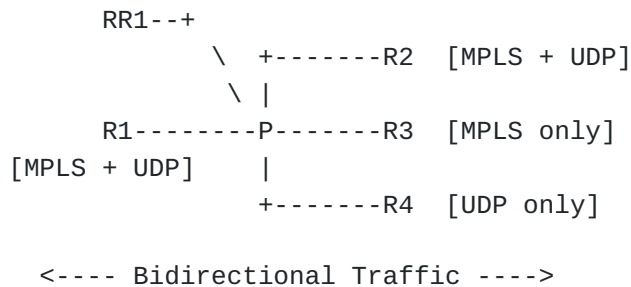 RR1--+
\  +-------R2  [MPLS + UDP]
\ |
R1--------P-------R3  [MPLS only]
[MPLS + UDP]      |
+-------R4  [UDP only]
<---- Bidirectional Traffic ---->